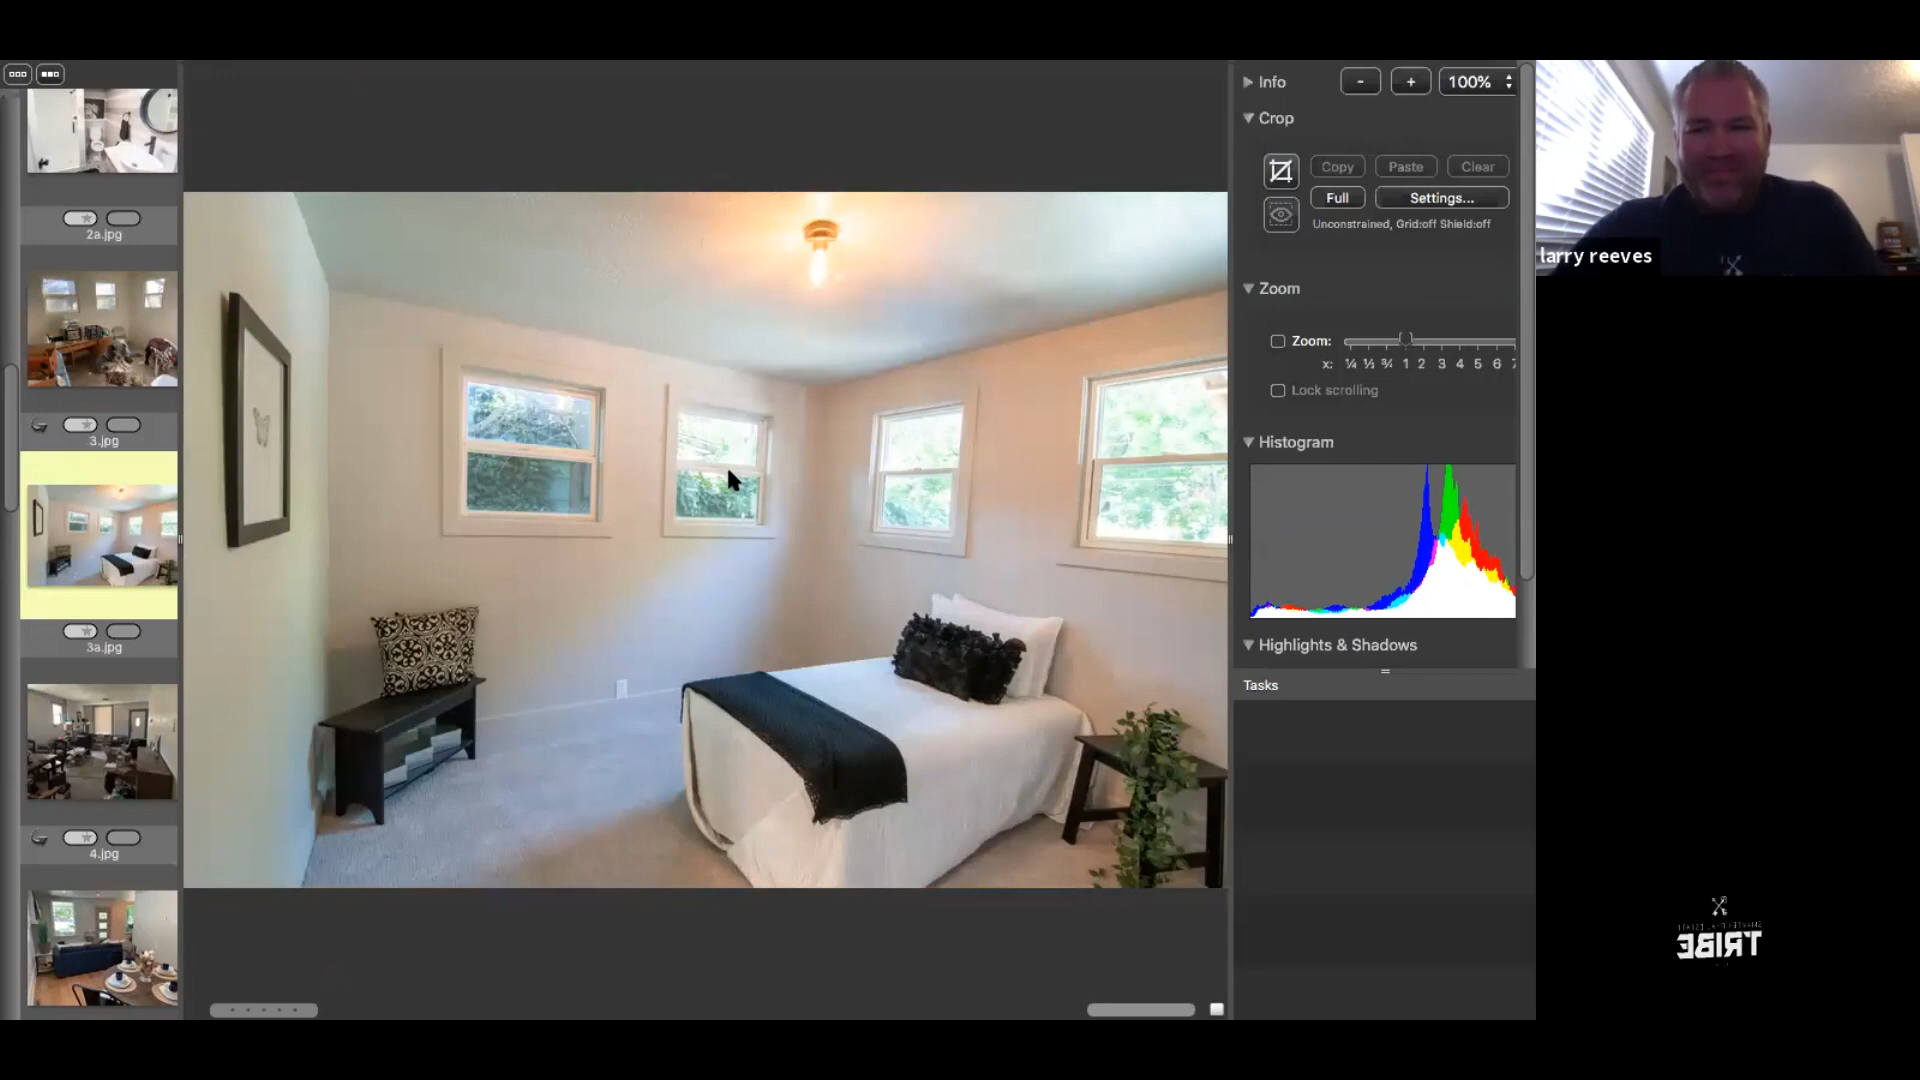 2a.jpg
3.jpg
3a.jpg
4.jpg
Info
-
+
100%
Crop
Copy
Paste
Clear
Full
Settings...
Unconstrained, Grid:off Shield:off
Zoom
Zoom:
x: ¼ ⅓ ¾ 1 2 3 4 5 6 7
Lock scrolling
Histogram
Highlights & Shadows
Tasks
larry reeves
TRIBE